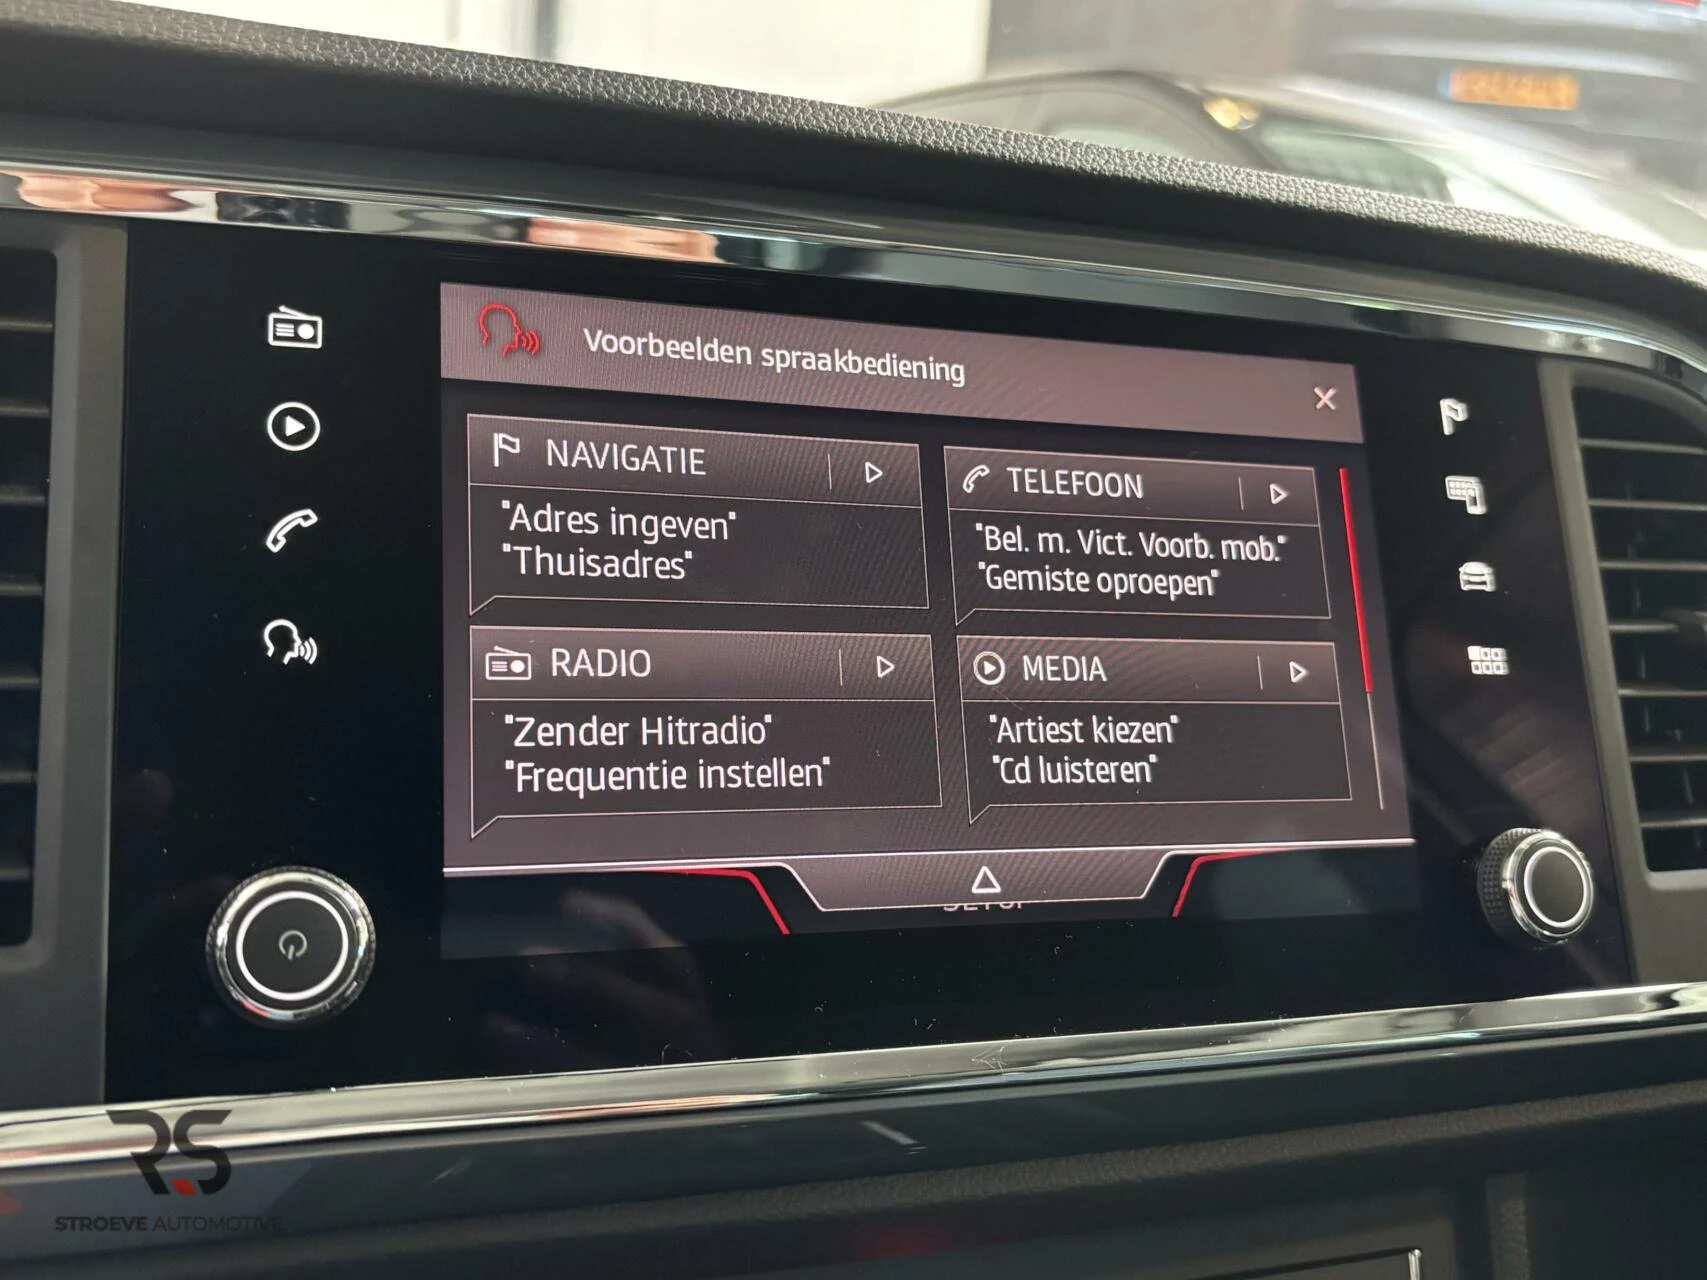 Voorbeelden spraakbediening
NAVIGATIE
"Adres ingeven"
"Thuisadres"
TELEFOON
"Bel. m. Vict. Voorb. mob."
"Gemiste oproepen"
RADIO
"Zender Hitradio"
"Frequentie instellen"
MEDIA
"Artiest kiezen"
"Cd luisteren"
RS
STROEVE AUTOMOTIVE